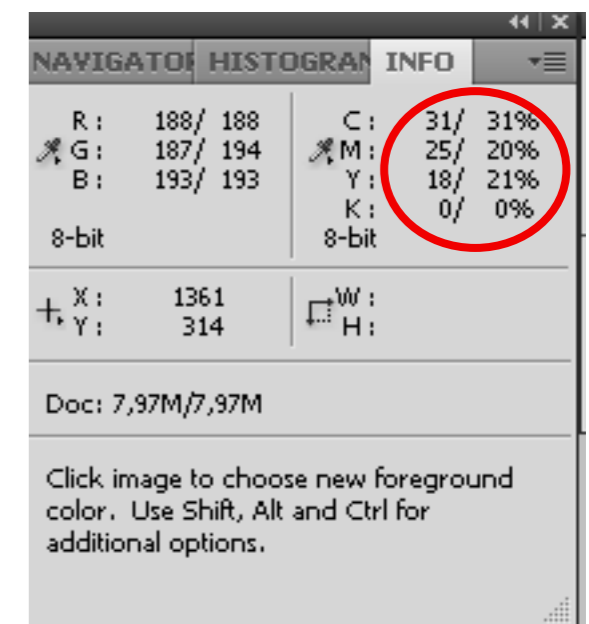 NAVIGATOR HISTOGRAM INFO
R: 188/ 188
G: 187/ 194
B: 193/ 193
8-bit
C: 31/ 31%
M: 25/ 20%
Y: 18/ 21%
K: 0/ 0%
8-bit
X: 1361
Y: 314
W:
H:
Doc: 7,97M/7,97M
Click image to choose new foreground
color. Use Shift, Alt and Ctrl for
additional options.